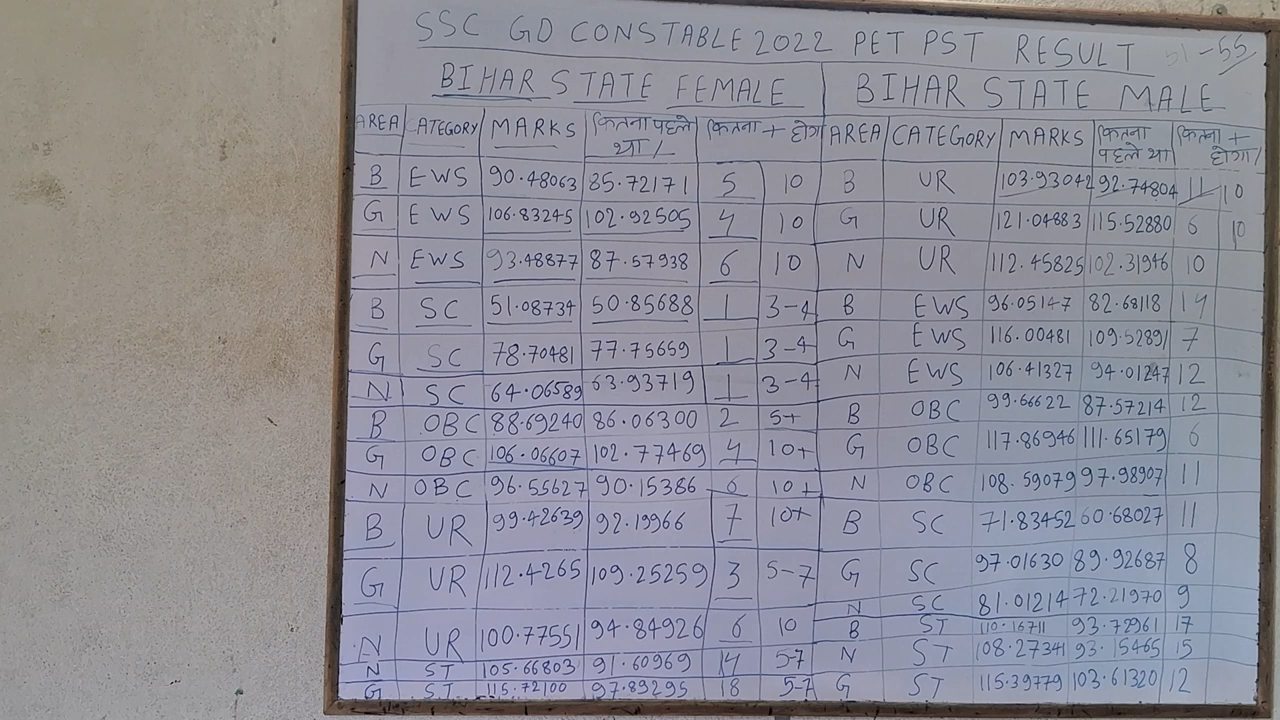 SSC GD CONSTABLE 2022 PET PST RESULT 51-55
BIHAR STATE FEMALE
AREA CATEGORY MARKS कितना पहले था / कितना + होगा
B EWS 90.48063 85.72171 5 10
G EWS 106.83245 102.92505 4 10
N EWS 93.48877 87.57938 6 10
B SC 51.08734 50.85688 1 3-4
G SC 78.70481 77.75659 1 3-4
N SC 64.06589 63.93719 1 3-4
B OBC 88.69240 86.06300 2 5+
G OBC 106.06607 102.77469 4 10+
N OBC 96.55627 90.15386 6 10+
B UR 99.42639 92.19966 7 10+
G UR 112.4265 109.25259 3 5-7
N UR 100.77551 94.84926 6 10
N ST 105.66803 91.60969 14 5-7
G ST 115.72100 97.89295 18 5-7
BIHAR STATE MALE
AREA CATEGORY MARKS कितना पहले था कितना + होगा /
B UR 103.93042 92.74804 11 10
G UR 121.04883 115.52880 6 10
N UR 112.45825 102.31946 10
B EWS 96.05147 82.68118 14
G EWS 116.00481 109.52891 7
N EWS 106.41327 94.01247 12
B OBC 99.66622 87.57214 12
G OBC 117.86946 111.65179 6
N OBC 108.59079 97.98907 11
B SC 71.83452 60.68027 11
G SC 97.01630 89.92687 8
N SC 81.01214 72.21970 9
B ST 110.16711 93.72961 17
N ST 108.27341 93.15465 15
G ST 115.39779 103.61320 12